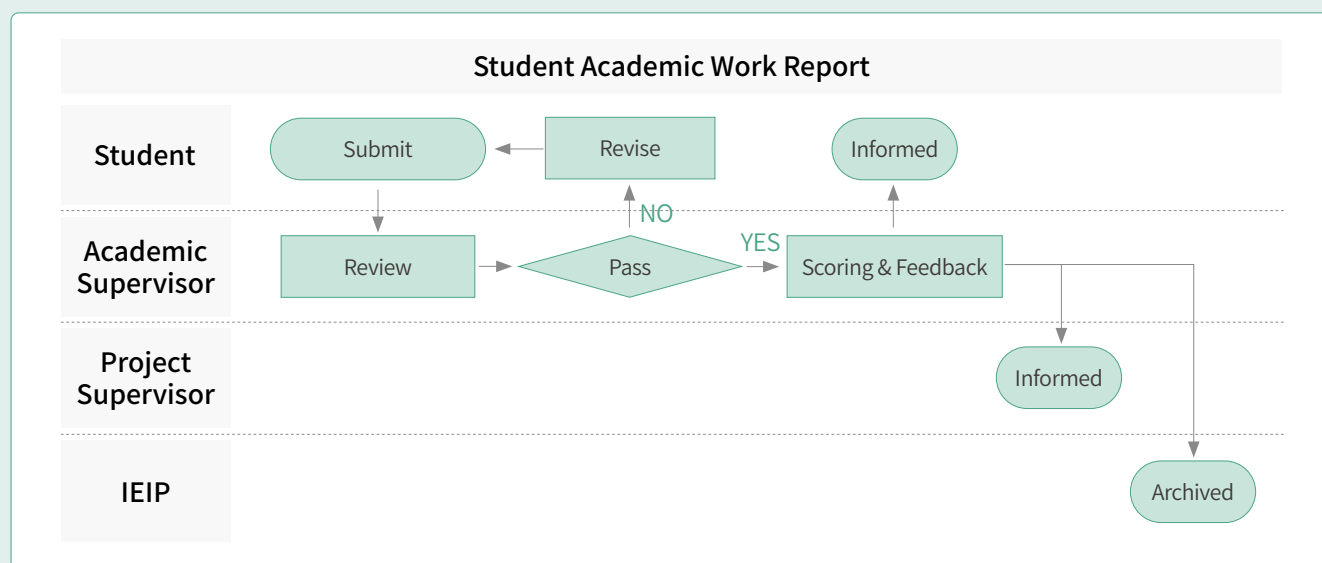 Student Academic Work Report
Student
Submit
Revise
Informed
NO
Academic
Supervisor
Review
Pass
YES
Scoring & Feedback
Project
Supervisor
Informed
IEIP
Archived